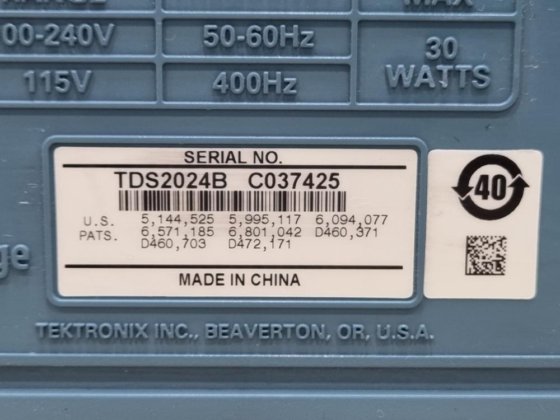 MAX
00-240V 50-60Hz 30
115V 400Hz WATTS
SERIAL NO.
TDS2024B C037425
U.S. 5,144,525 5,995,117 6,094,077
PATS. 6,571,185 6,801,042 D460,371
D460,703 D472,171
MADE IN CHINA
40
ge
TEKTRONIX INC., BEAVERTON, OR, U.S.A.